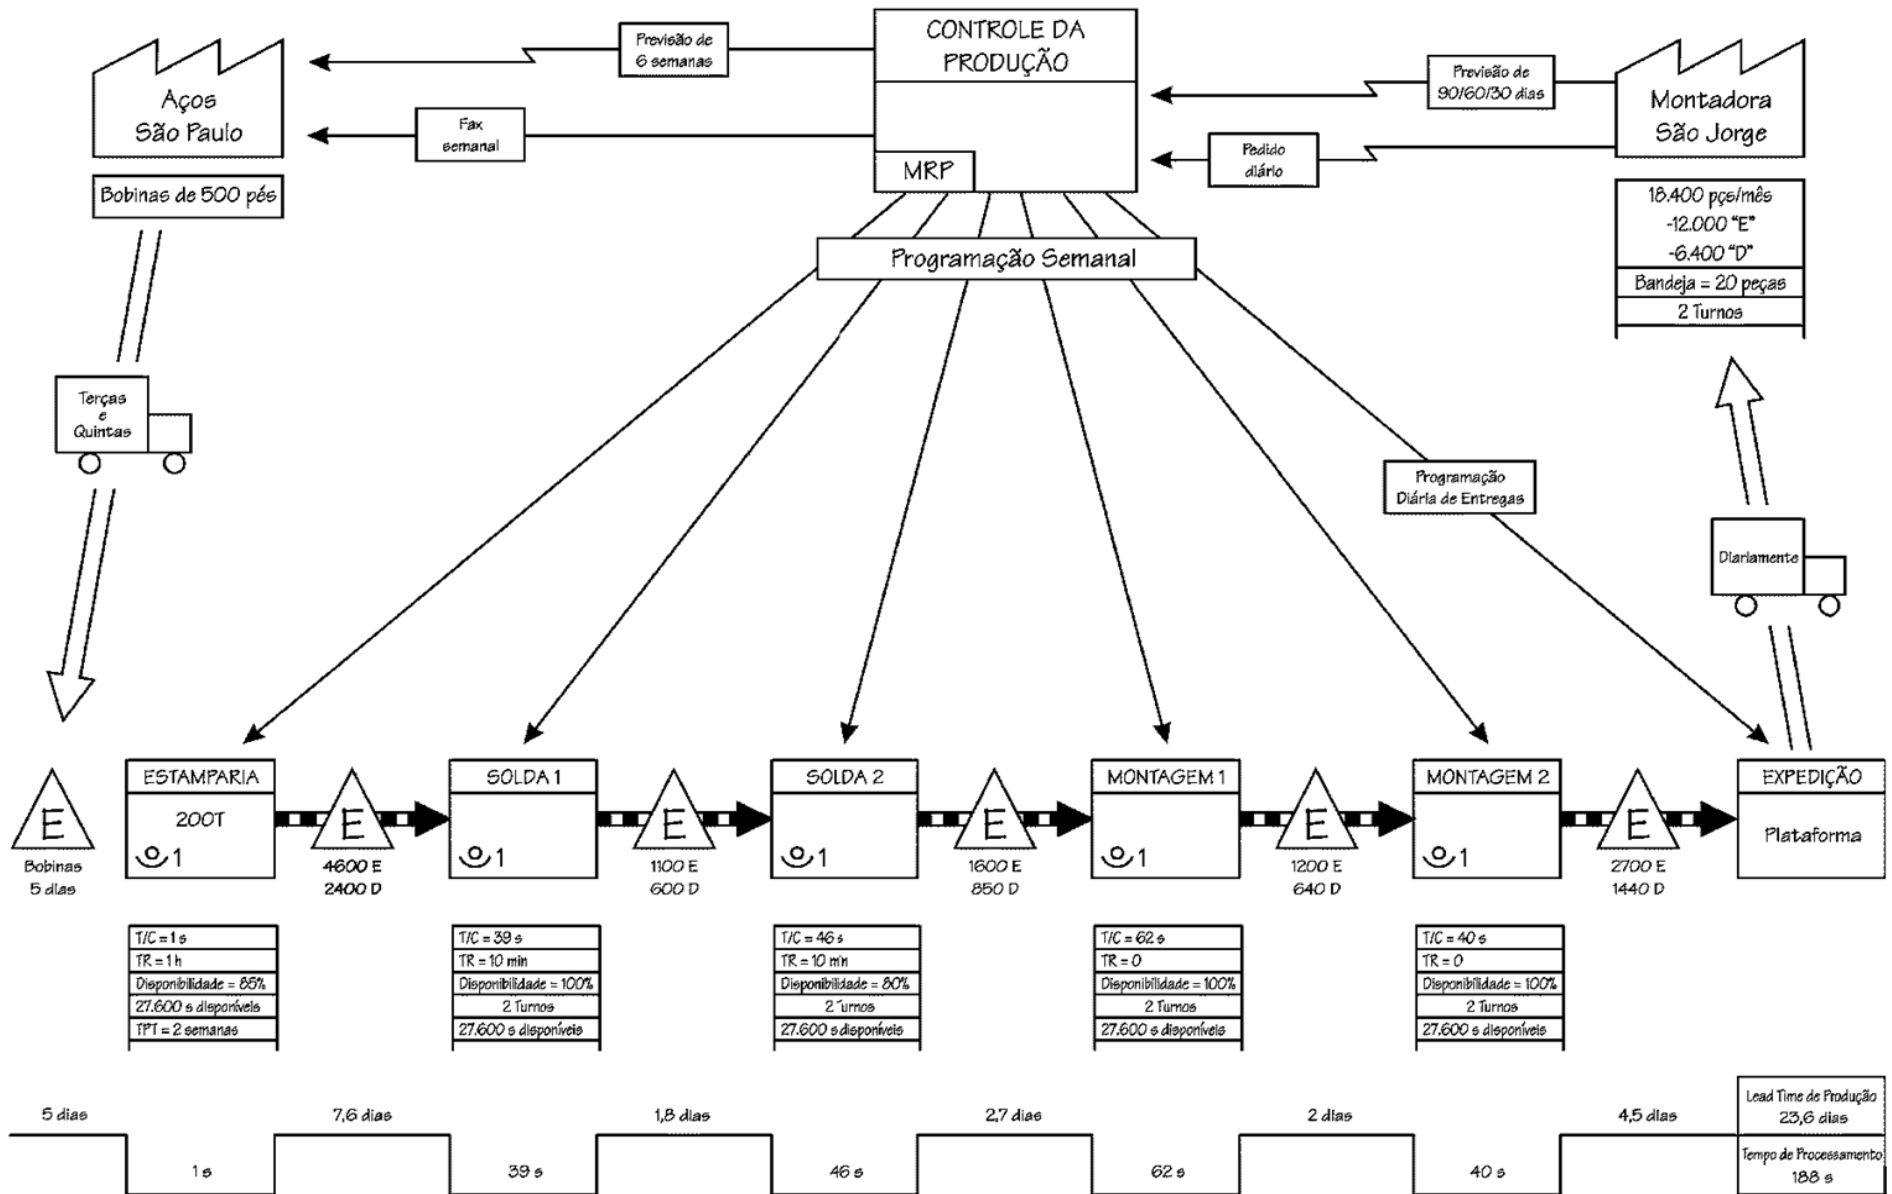 Aços
São Paulo
Bobinas de 500 pés
Previsão de
6 semanas
Fax
semanal
CONTROLE DA
PRODUÇÃO
MRP
Previsão de
90/60/30 dias
Pedido
diário
Montadora
São Jorge
18.400 pçs/mês
-12.000 "E"
-6.400 "D"
Bandeja = 20 peças
2 Turnos
Programação Semanal
Terças
e
Quintas
Programação
Diária de Entregas
Diariamente
E
Bobinas
5 dias
ESTAMPARIA
200T
1
E
4600 E
2400 D
SOLDA 1
1
E
1100 E
600 D
SOLDA 2
1
E
1600 E
850 D
MONTAGEM 1
1
E
1200 E
640 D
MONTAGEM 2
1
E
2700 E
1440 D
EXPEDIÇÃO
Plataforma
T/C = 1 s
TR = 1 h
Disponibilidade = 85%
27.600 s disponíveis
TPT = 2 semanas
T/C = 39 s
TR = 10 min
Disponibilidade = 100%
2 Turnos
27.600 s disponíveis
T/C = 46 s
TR = 10 min
Disponibilidade = 80%
2 Turnos
27.600 s disponíveis
T/C = 62 s
TR = 0
Disponibilidade = 100%
2 Turnos
27.600 s disponíveis
T/C = 40 s
TR = 0
Disponibilidade = 100%
2 Turnos
27.600 s disponíveis
5 dias
1 s
7,6 dias
39 s
1,8 dias
46 s
2,7 dias
62 s
2 dias
40 s
4,5 dias
Lead Time de Produção
23,6 dias
Tempo de Processamento
188 s